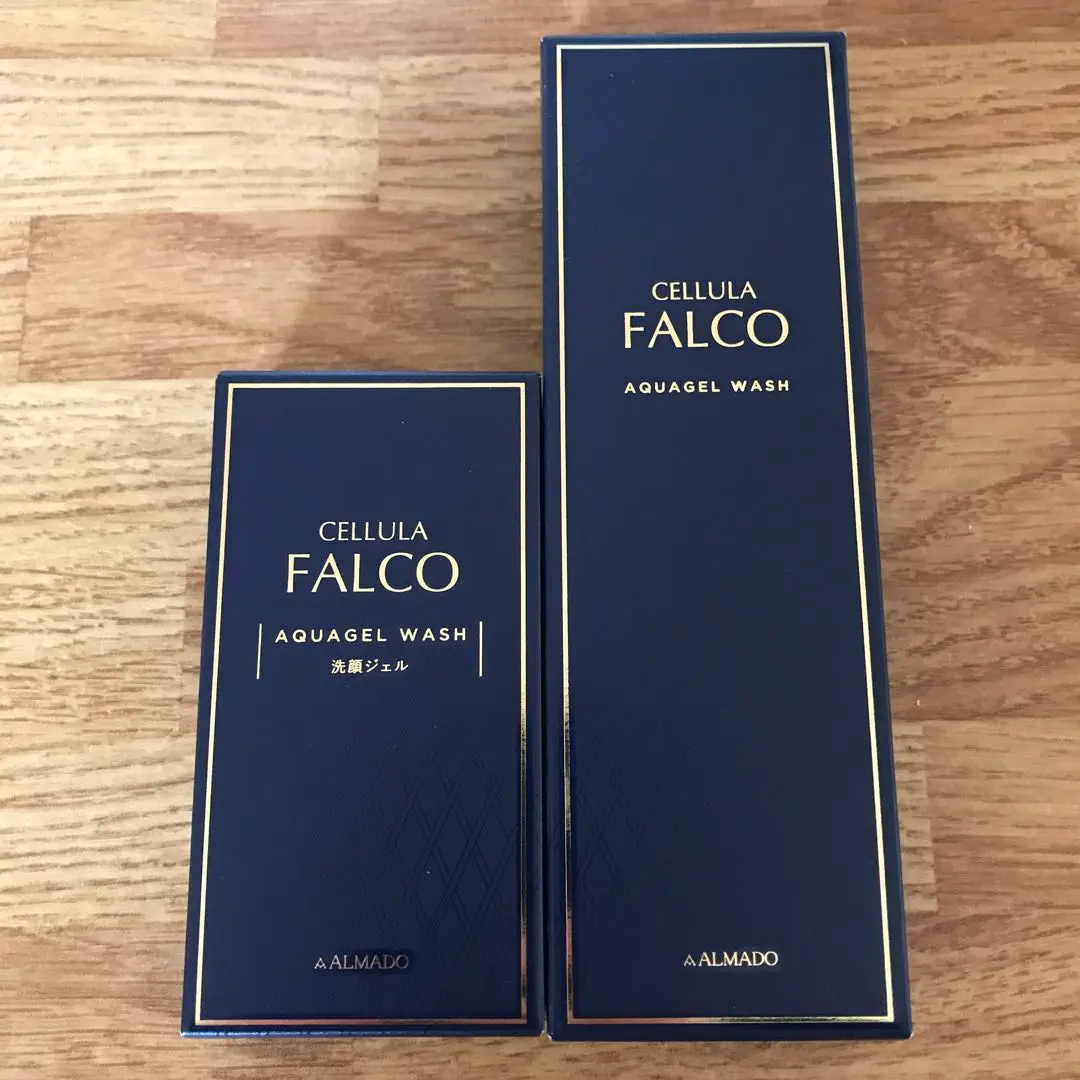 CELLULA
FALCO
AQUAGEL WASH
洗顔ジェル
ALMADO
CELLULA
FALCO
AQUAGEL WASH
ALMADO